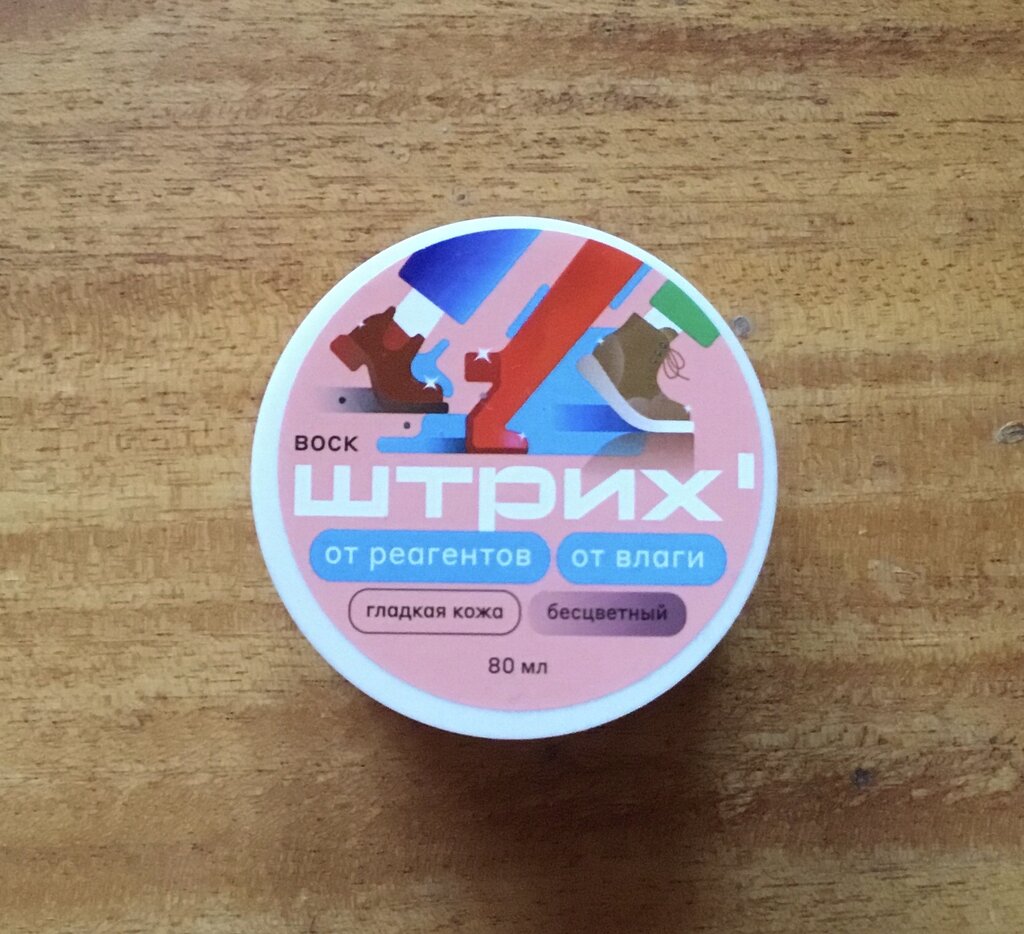 воск
штрих'
от реагентов от влаги
гладкая кожа бесцветный
80 мл